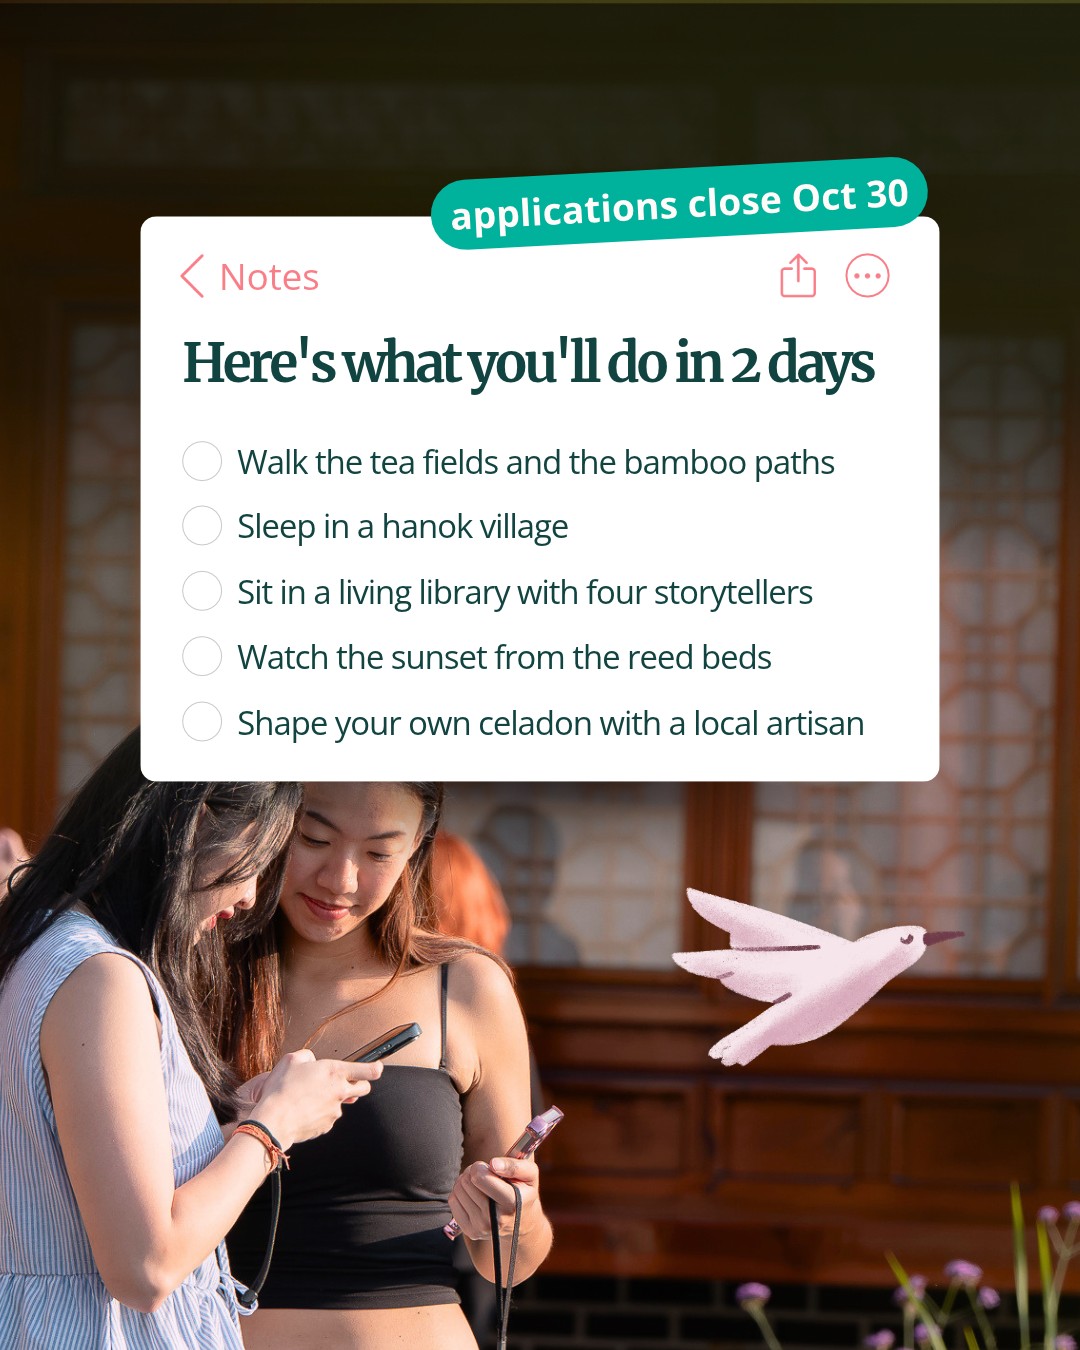 applications close Oct 30
Notes
Here's what you'll do in 2 days
Walk the tea fields and the bamboo paths
Sleep in a hanok village
Sit in a living library with four storytellers
Watch the sunset from the reed beds
Shape your own celadon with a local artisan